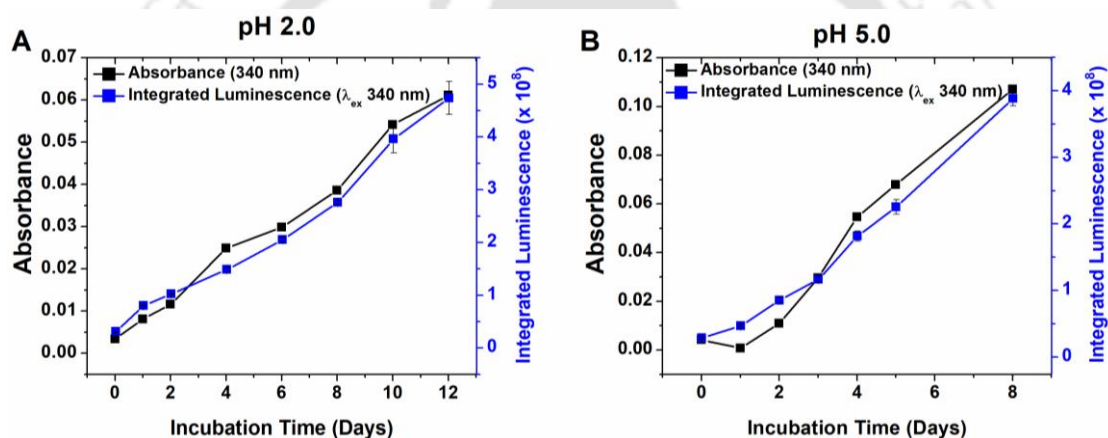 pH 2.0
A
Absorbance (340 nm)
Integrated Luminescence (λex 340 nm)
0.07
0.06
0.05
0.04
0.03
0.02
0.01
0.00
Absorbance
5
4
3
2
1
0
Integrated Luminescence (x 10⁸)
0 2 4 6 8 10 12
Incubation Time (Days)
pH 5.0
B
Absorbance (340 nm)
Integrated Luminescence (λex 340 nm)
0.12
0.10
0.08
0.06
0.04
0.02
0.00
Absorbance
4
3
2
1
0
Integrated Luminescence (x 10⁸)
0 2 4 6 8
Incubation Time (Days)